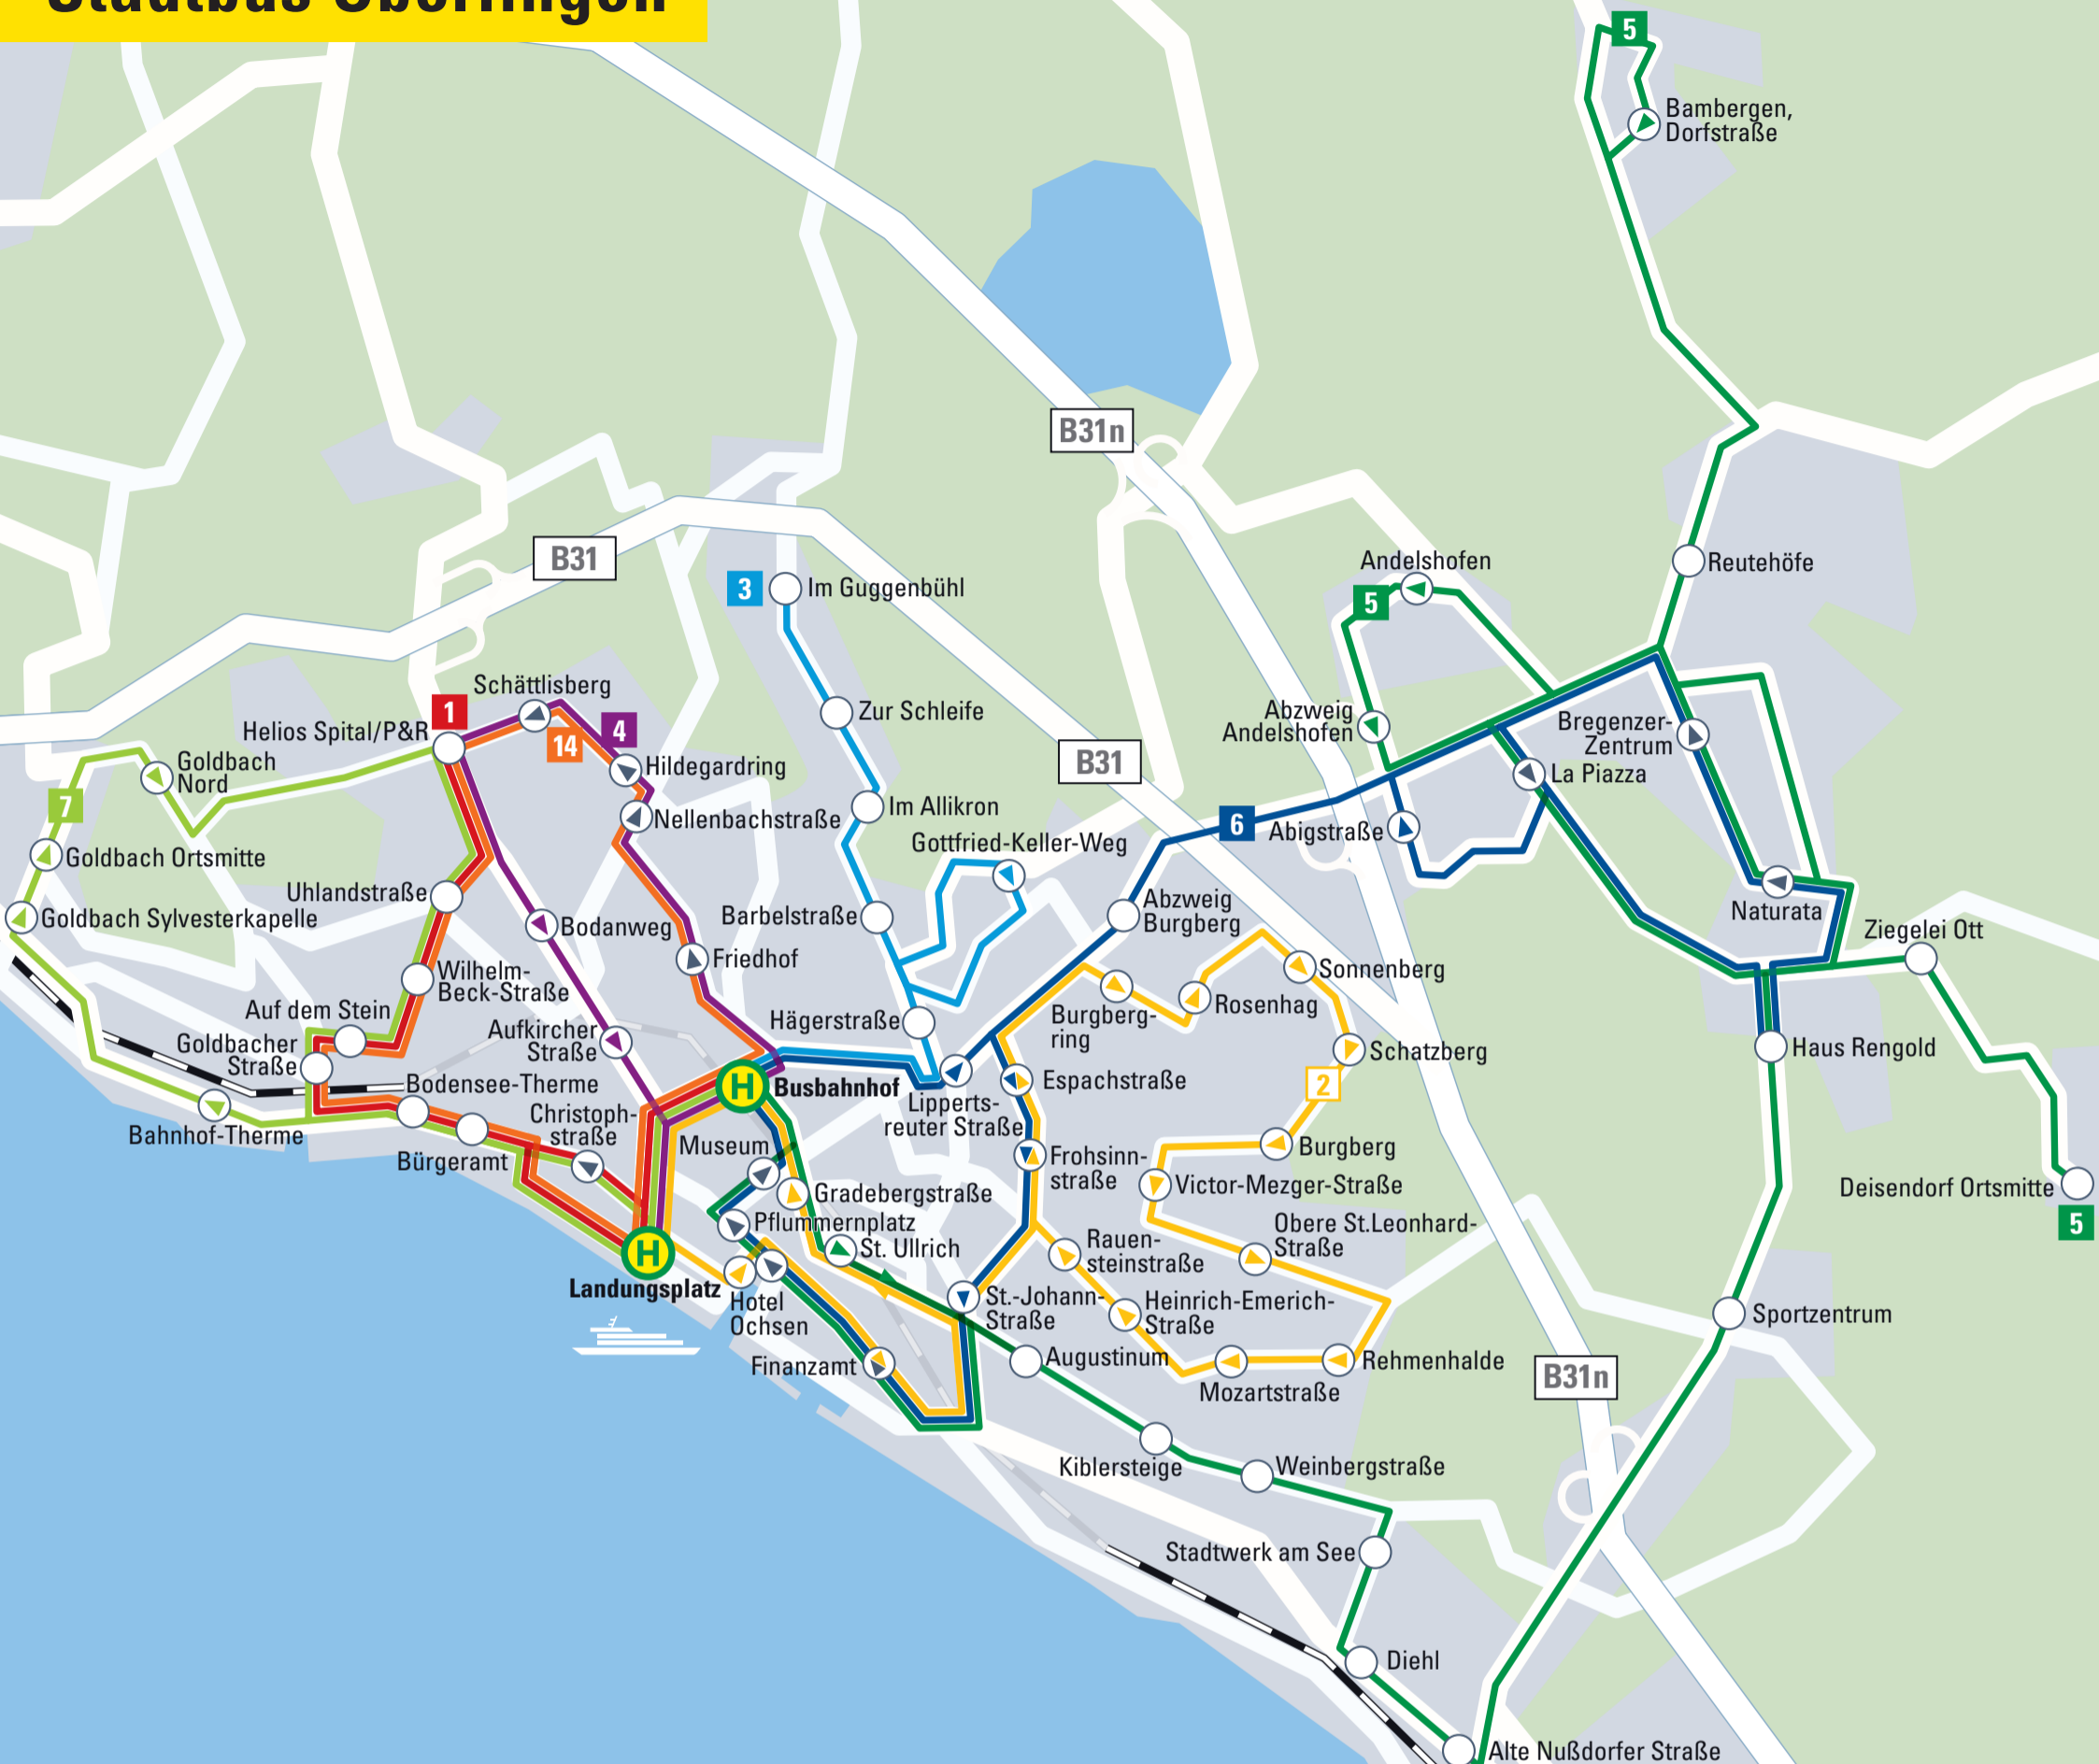 Stadtbus Überlingen
5
Bambergen,
Dorfstraße
B31n
Andelshofen
Reutehöfe
B31
3
Im Guggenbühl
5
Schättlisberg
1
Helios Spital/P&R
4
14
Zur Schleife
Abzweig
Andelshofen
Bregenzer-
Zentrum
Goldbach
Nord
Hildegardring
B31
La Piazza
7
Nellenbachstraße
Im Allikron
6
Abigstraße
Gottfried-Keller-Weg
Goldbach Ortsmitte
Uhlandstraße
Abzweig
Burgberg
Naturata
Goldbach Sylvesterkapelle
Bodanweg
Barbelstraße
Ziegelei Ott
Friedhof
Sonnenberg
Wilhelm-
Beck-Straße
Rosenhag
Auf dem Stein
Burgberg-
ring
Hägerstraße
Aufkircher
Straße
Goldbacher
Straße
Schatzberg
Haus Rengold
Bodensee-Therme
H
Busbahnhof
Espachstraße
2
Lipperts-
reuter Straße
Christoph-
straße
Bahnhof-Therme
Museum
Burgberg
Bürgeramt
Frohsinn-
straße
Victor-Mezger-Straße
Deisendorf Ortsmitte
5
Gradebergstraße
Pflummernplatz
Obere St.Leonhard-
Straße
H
Landungsplatz
St. Ullrich
Rauen-
steinstraße
Hotel
Ochsen
St.-Johann-
Straße
Heinrich-Emerich-
Straße
Sportzentrum
Finanzamt
Augustinum
Rehmenhalde
Mozartstraße
B31n
Kiblersteige
Weinbergstraße
Stadtwerk am See
Diehl
Alte Nußdorfer Straße